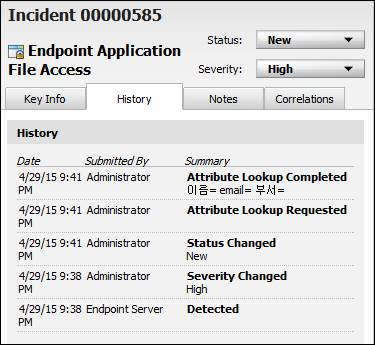 Incident 00000585
Endpoint Application
File Access
Status: New
Severity: High
Key Info History Notes Correlations
History
Date Submitted By Summary
4/29/15 9:41 Administrator Attribute Lookup Completed
PM 이름= email= 부서=
4/29/15 9:41 Administrator Attribute Lookup Requested
PM
4/29/15 9:41 Administrator Status Changed
PM New
4/29/15 9:38 Administrator Severity Changed
PM High
4/29/15 9:38 Endpoint Server Detected
PM